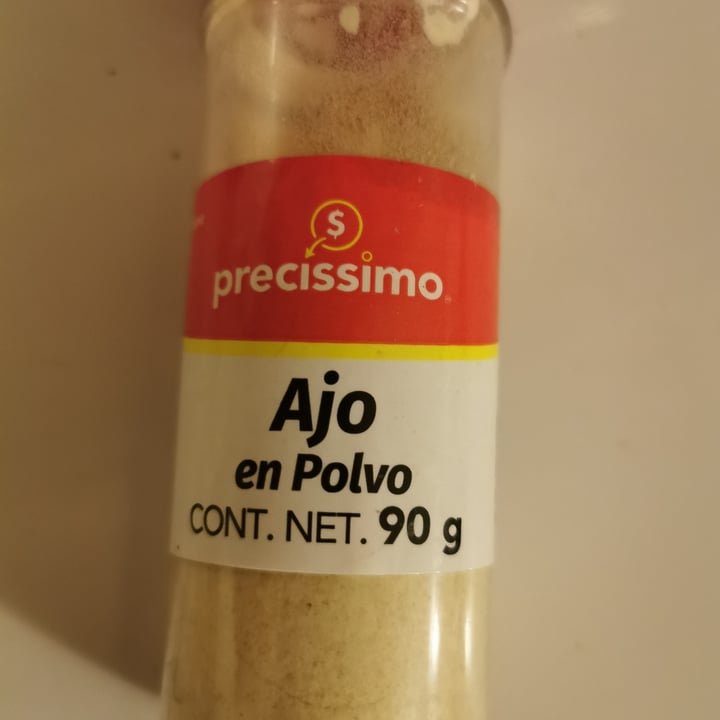 $
precissimo
Ajo
en Polvo
CONT. NET. 90 g